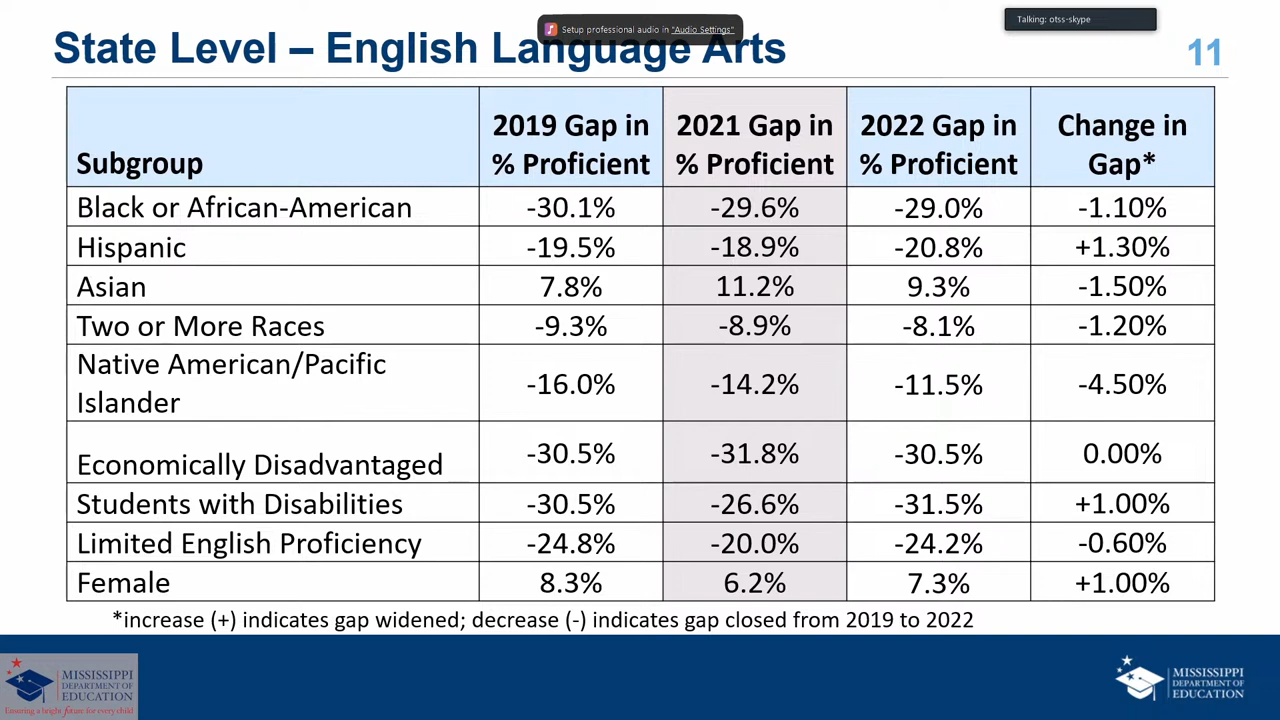 Setup professional audio in "Audio Settings"
Talking: otss-skype
State Level – English Language Arts
11
Subgroup 2019 Gap in % Proficient 2021 Gap in % Proficient 2022 Gap in % Proficient Change in Gap*
Black or African-American -30.1% -29.6% -29.0% -1.10%
Hispanic -19.5% -18.9% -20.8% +1.30%
Asian 7.8% 11.2% 9.3% -1.50%
Two or More Races -9.3% -8.9% -8.1% -1.20%
Native American/Pacific Islander -16.0% -14.2% -11.5% -4.50%
Economically Disadvantaged -30.5% -31.8% -30.5% 0.00%
Students with Disabilities -30.5% -26.6% -31.5% +1.00%
Limited English Proficiency -24.8% -20.0% -24.2% -0.60%
Female 8.3% 6.2% 7.3% +1.00%
*increase (+) indicates gap widened; decrease (-) indicates gap closed from 2019 to 2022
MISSISSIPPI
DEPARTMENT OF
EDUCATION
Ensuring a bright future for every child
MISSISSIPPI
DEPARTMENT OF
EDUCATION